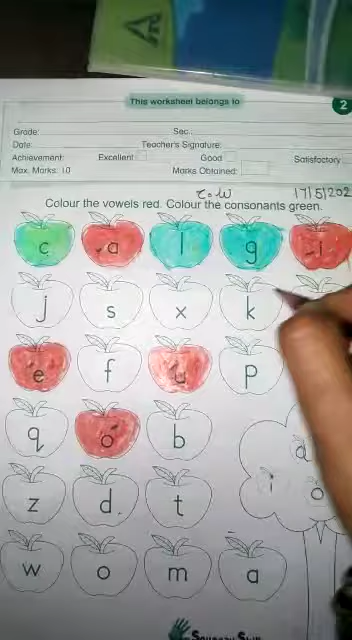 This worksheet belongs to
2
Grade: Sec.:
Date: Teacher's Signature:
Achievement: Excellent Good Satisfactory
Max. Marks: 10 Marks Obtained:
C.W 17/5/202
Colour the vowels red. Colour the consonants green.
c a l g i
j s x k
e f u p
q o b
a
i o
z d t
w o m a